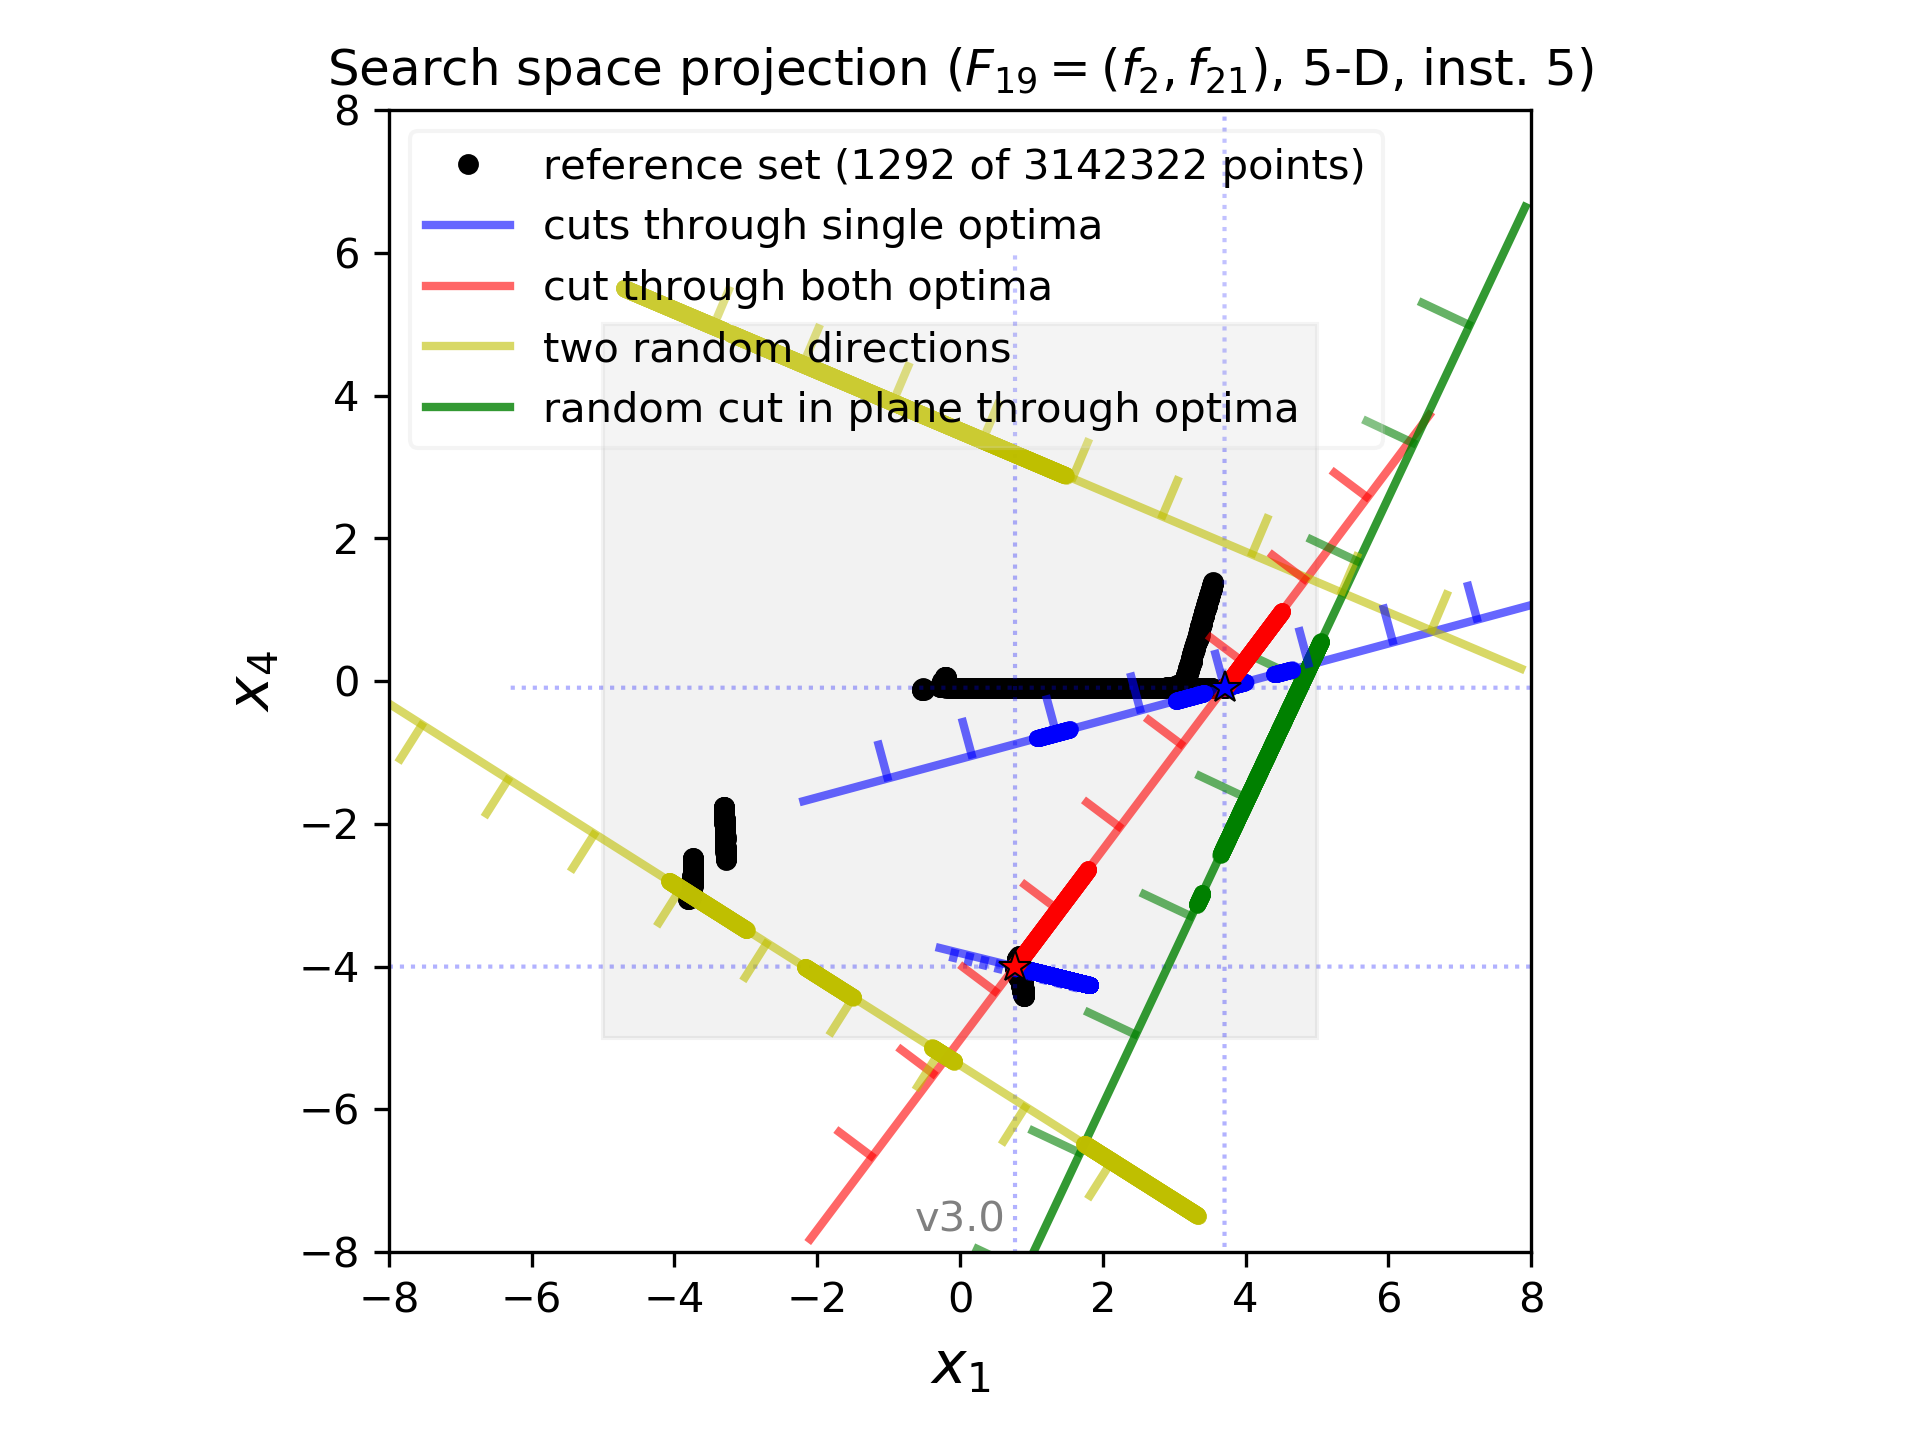 Search space projection (F19 = (f2, f21), 5-D, inst. 5)
reference set (1292 of 3142322 points)
cuts through single optima
cut through both optima
two random directions
random cut in plane through optima
8
6
4
2
0
−2
−4
−6
−8
x4
v3.0
−8 −6 −4 −2 0 2 4 6 8
x1